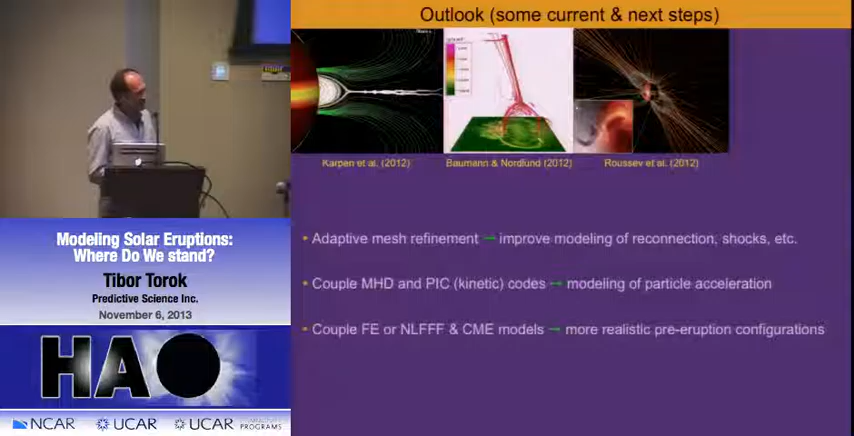 Outlook (some current & next steps)
Karpen et al. (2012)
Baumann & Nordlund (2012)
Roussev et al. (2012)
• Adaptive mesh refinement → improve modeling of reconnection, shocks, etc.
• Couple MHD and PIC (kinetic) codes → modeling of particle acceleration
• Couple FE or NLFFF & CME models → more realistic pre-eruption configurations
Modeling Solar Eruptions:
Where Do We stand?
Tibor Torok
Predictive Science Inc.
November 6, 2013
HAO
NCAR
UCAR
UCAR
PROGRAMS